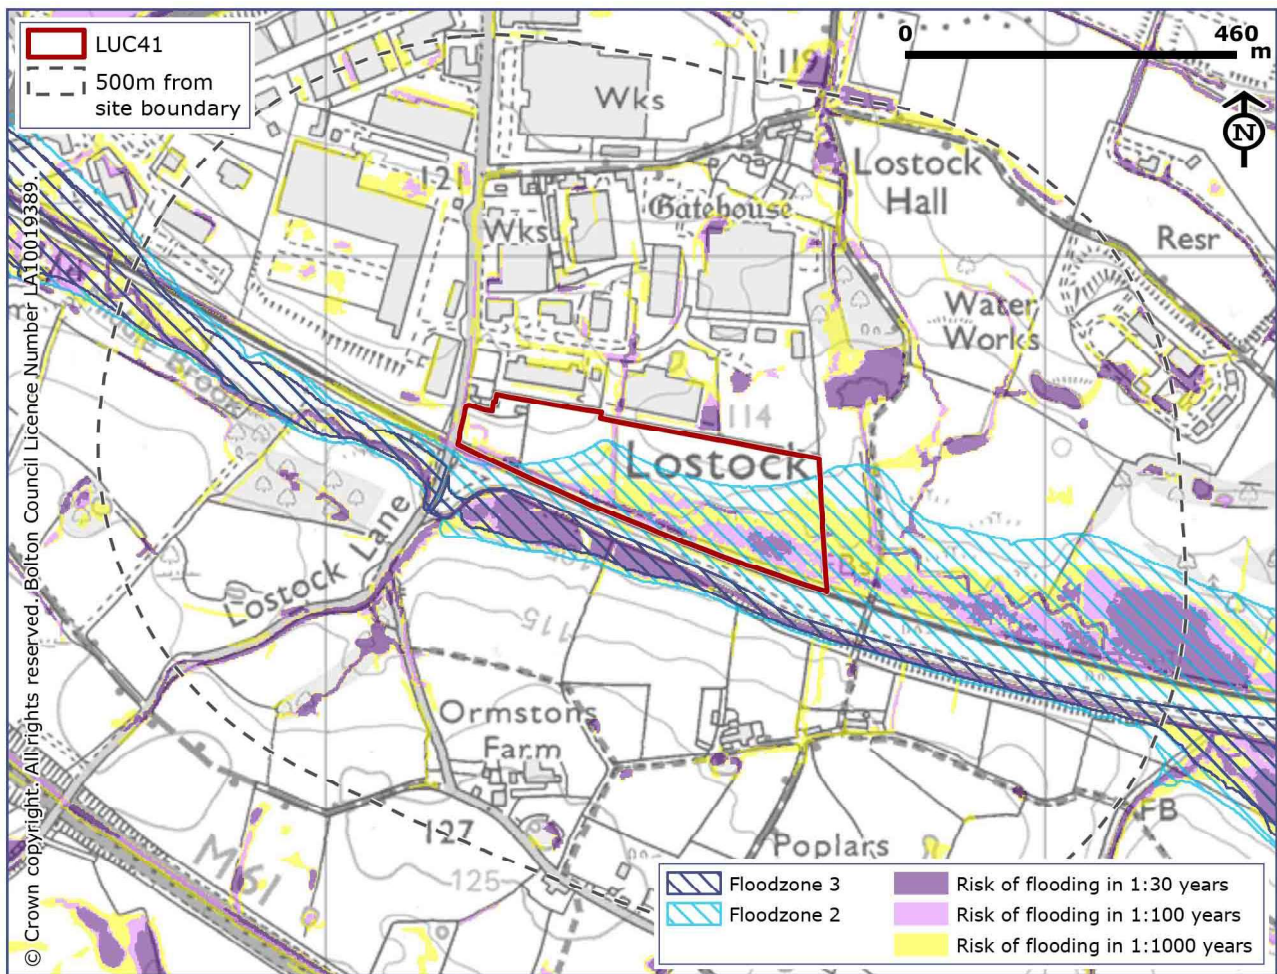 LUC41
500m from
site boundary
0 460
m
N
© Crown copyright. All rights reserved. Bolton Council Licence Number LA10019389.
119
Wks
Lostock
Hall
121
Gatehouse
Wks
Resr
Water
Works
114
Lostock
Lostock Lane
115
Ormstons
Farm
127
125
M61
Poplars
FB
Floodzone 3
Floodzone 2
Risk of flooding in 1:30 years
Risk of flooding in 1:100 years
Risk of flooding in 1:1000 years